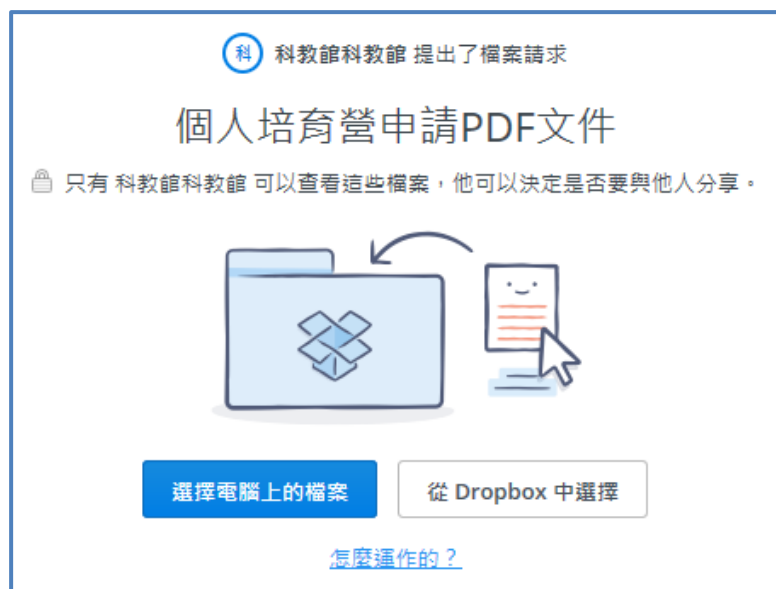 科 科教館科教館 提出了檔案請求
個人培育營申請PDF文件
只有 科教館科教館 可以查看這些檔案，他可以決定是否要與他人分享。
選擇電腦上的檔案 從 Dropbox 中選擇
怎麼運作的？